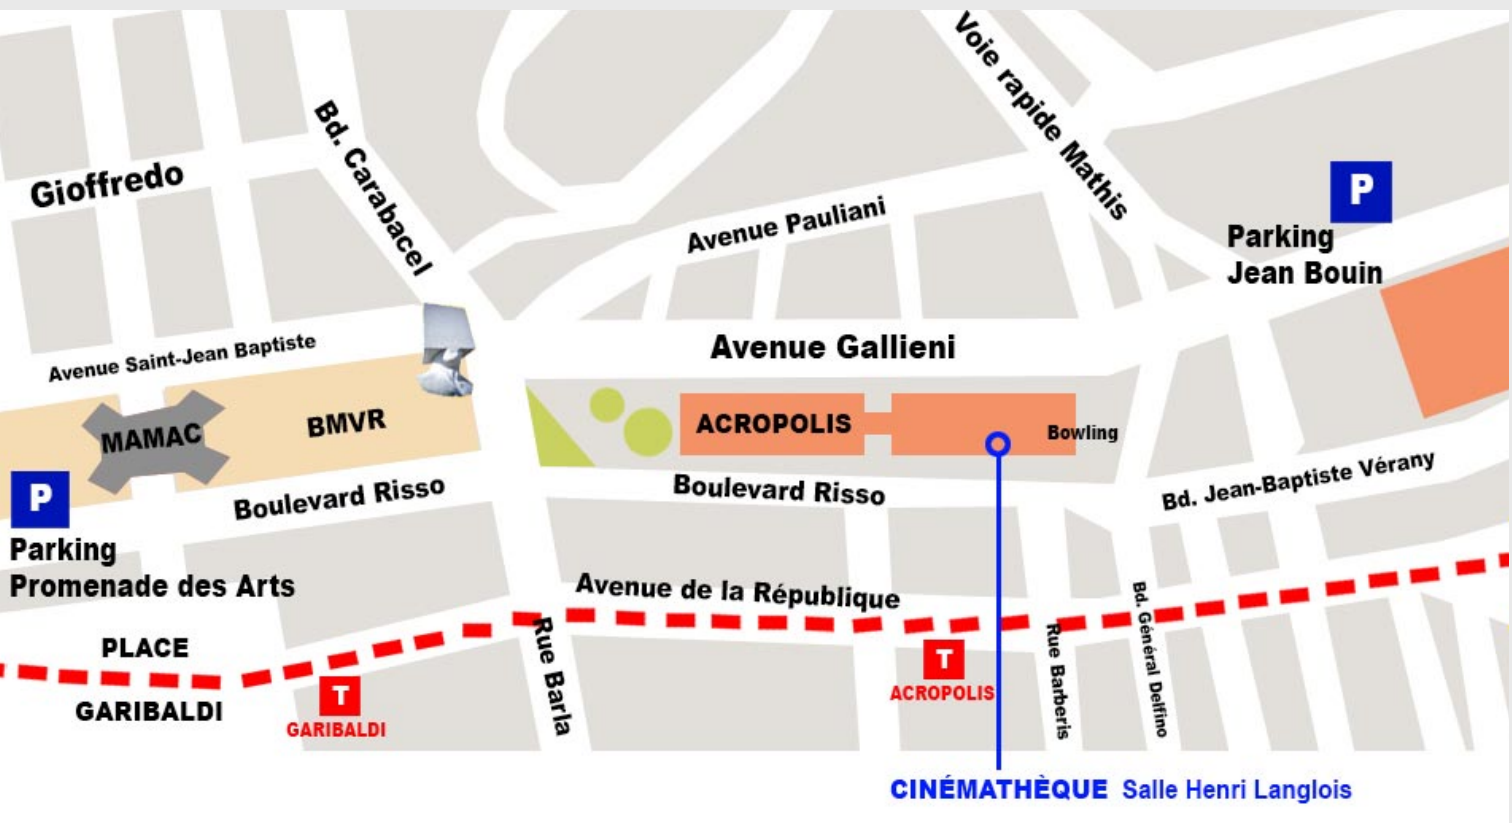 Voie rapide Mathis
Bd. Carabacel
Gioffredo
P
Parking
Jean Bouin
Avenue Pauliani
Avenue Saint-Jean Baptiste
Avenue Gallieni
MAMAC
BMVR
ACROPOLIS
Bowling
P
Parking
Promenade des Arts
Boulevard Risso
Boulevard Risso
Bd. Jean-Baptiste Vérany
Avenue de la République
PLACE
GARIBALDI
T
GARIBALDI
Rue Barla
T
ACROPOLIS
Rue Barberis
Bd. Général Delfino
CINÉMATHÈQUE Salle Henri Langlois